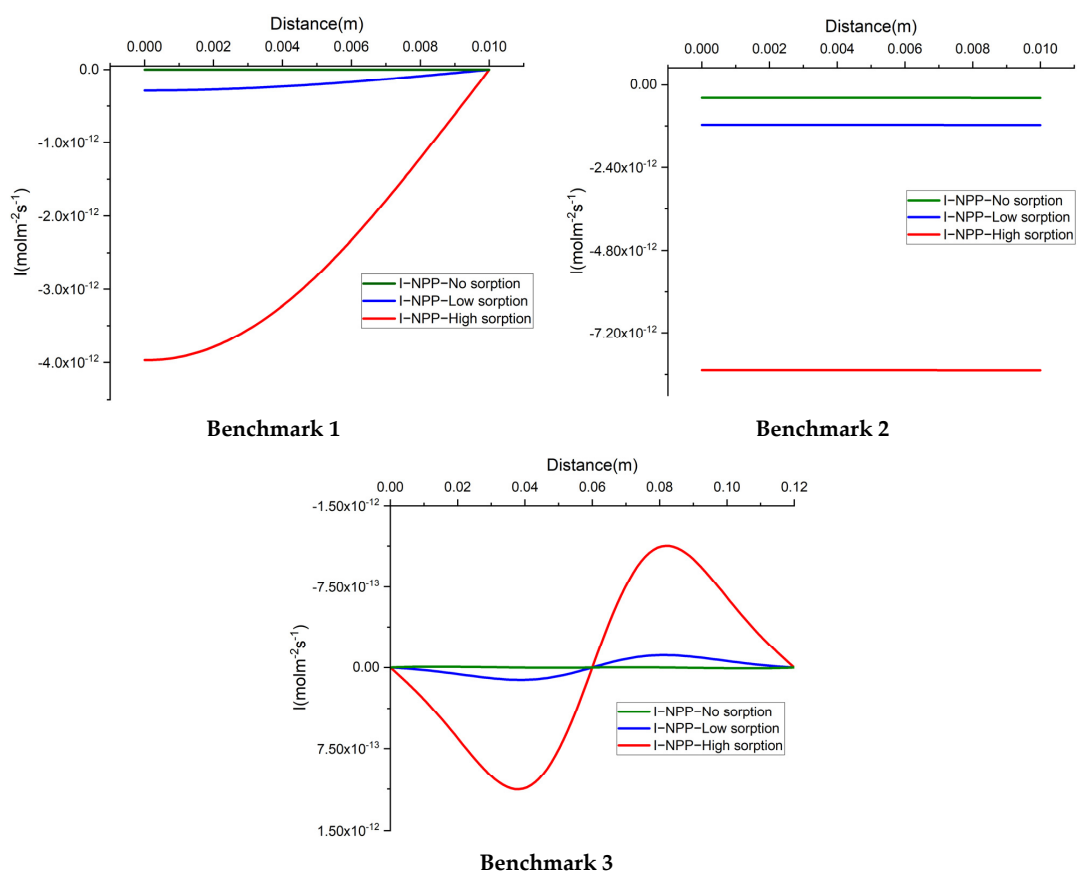 Distance(m)
0.000 0.002 0.004 0.006 0.008 0.010
0.0
-1.0x10⁻¹²
-2.0x10⁻¹²
-3.0x10⁻¹²
-4.0x10⁻¹²
I(molm⁻²s⁻¹)
I−NPP−No sorption
I−NPP−Low sorption
I−NPP−High sorption
Benchmark 1
Distance(m)
0.000 0.002 0.004 0.006 0.008 0.010
0.00
-2.40x10⁻¹²
-4.80x10⁻¹²
-7.20x10⁻¹²
I(molm⁻²s⁻¹)
I−NPP−No sorption
I−NPP−Low sorption
I−NPP−High sorption
Benchmark 2
Distance(m)
0.00 0.02 0.04 0.06 0.08 0.10 0.12
-1.50x10⁻¹²
-7.50x10⁻¹³
0.00
7.50x10⁻¹³
1.50x10⁻¹²
I(molm⁻²s⁻¹)
I−NPP−No sorption
I−NPP−Low sorption
I−NPP−High sorption
Benchmark 3